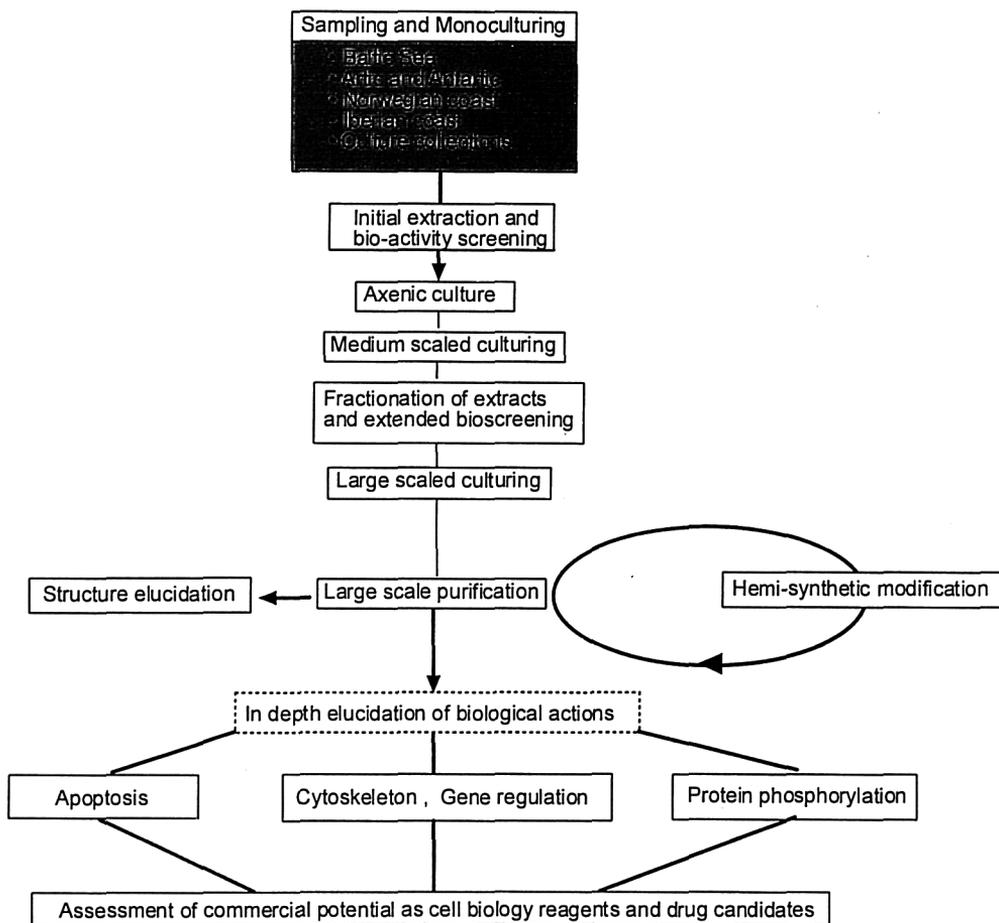 Sampling and Monoculturing
Baltic Sea
Artic and Antartic
Norwegian coast
Iberian coast
Culture collections
Initial extraction and
bio-activity screening
Axenic culture
Medium scaled culturing
Fractionation of extracts
and extended bioscreening
Large scaled culturing
Structure elucidation
Large scale purification
Hemi-synthetic modification
In depth elucidation of biological actions
Apoptosis
Cytoskeleton , Gene regulation
Protein phosphorylation
Assessment of commercial potential as cell biology reagents and drug candidates